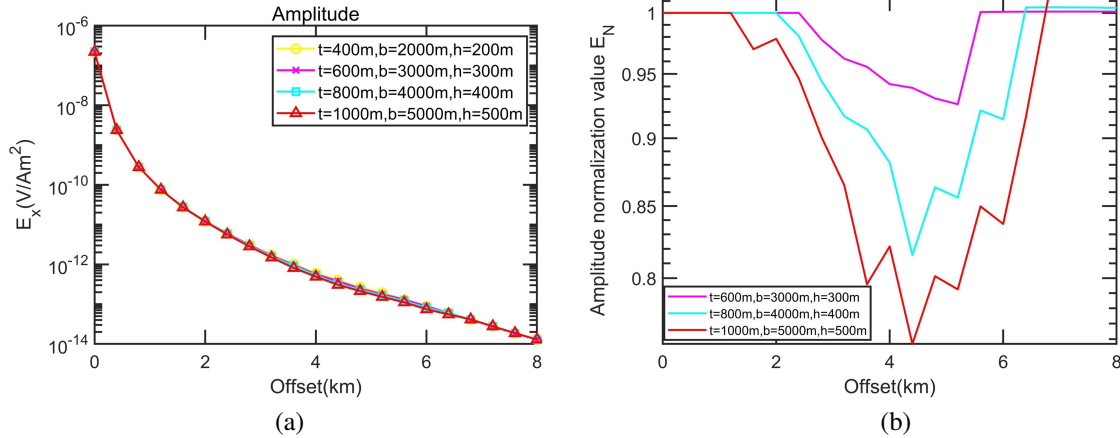 Amplitude
t=400m,b=2000m,h=200m
t=600m,b=3000m,h=300m
t=800m,b=4000m,h=400m
t=1000m,b=5000m,h=500m
10^-6
10^-8
10^-10
10^-12
10^-14
E_x(V/Am^2)
0 2 4 6 8
Offset(km)
(a)
1
0.95
0.9
0.85
0.8
Amplitude normalization value E_N
t=600m,b=3000m,h=300m
t=800m,b=4000m,h=400m
t=1000m,b=5000m,h=500m
0 2 4 6 8
Offset(km)
(b)